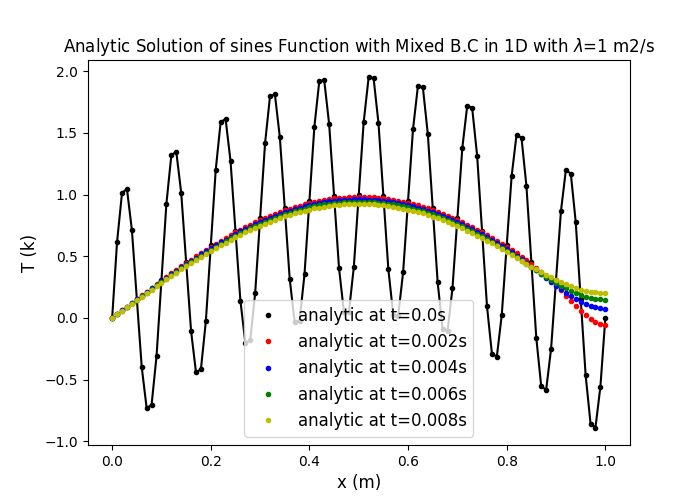 Analytic Solution of sines Function with Mixed B.C in 1D with λ=1 m2/s
T (k)
2.0
1.5
1.0
0.5
0.0
−0.5
−1.0
analytic at t=0.0s
analytic at t=0.002s
analytic at t=0.004s
analytic at t=0.006s
analytic at t=0.008s
0.0 0.2 0.4 0.6 0.8 1.0
x (m)